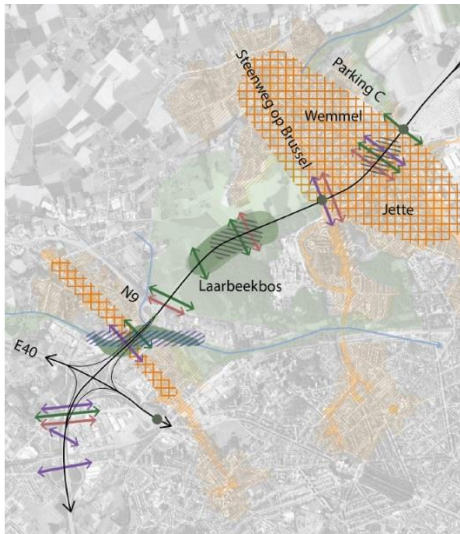 Parking C
Steenweg op Brussel
Wemmel
Jette
Laarbeekbos
N9
E40